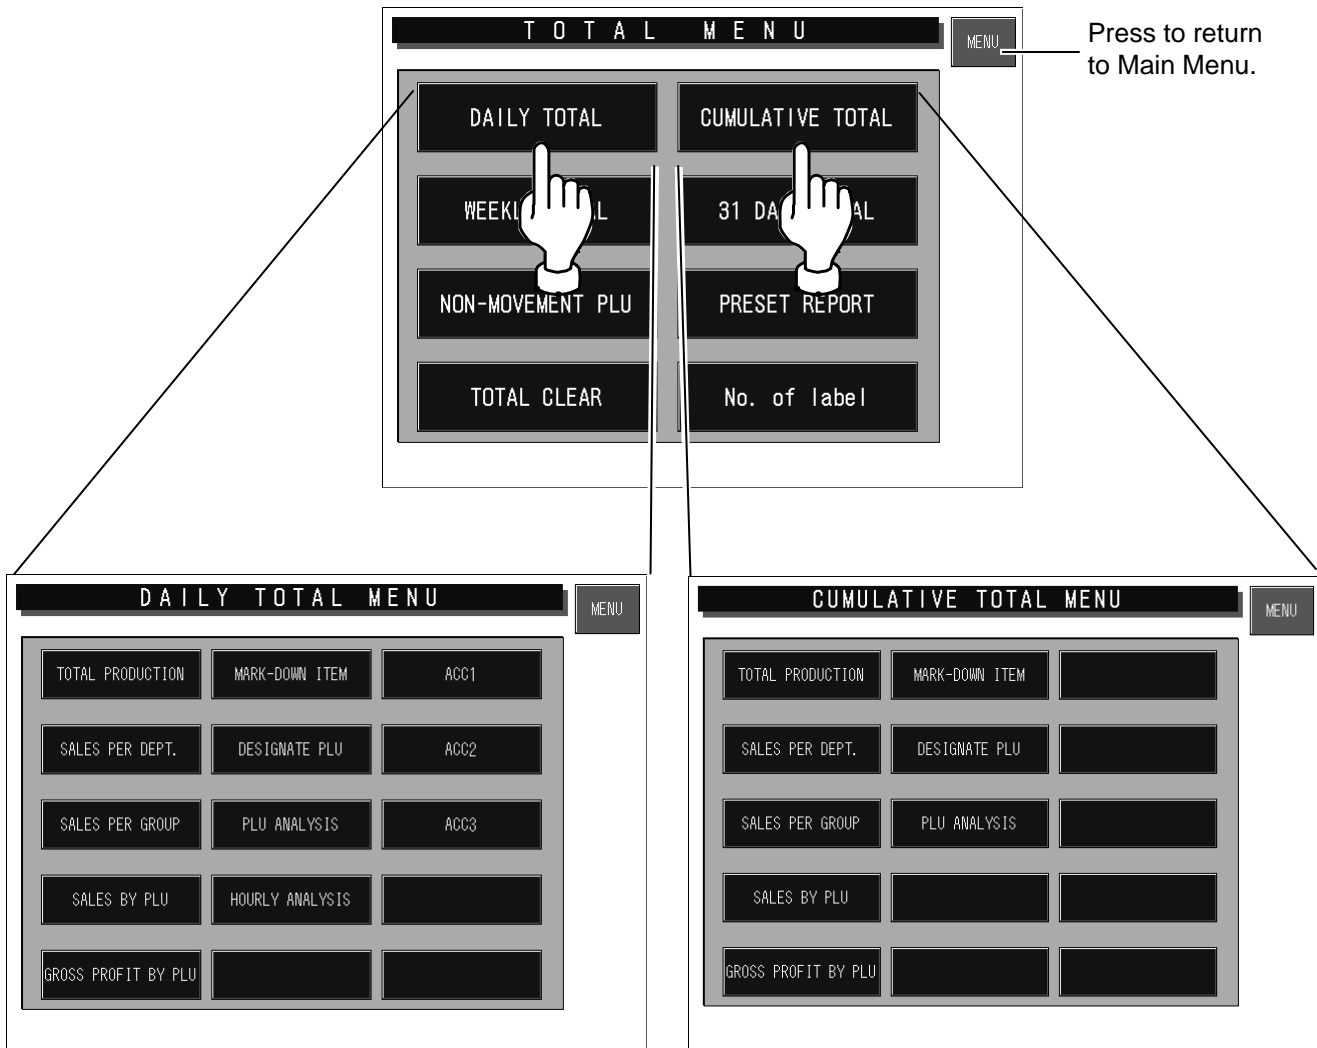 TOTAL MENU
MENU
Press to return
to Main Menu.
DAILY TOTAL
CUMULATIVE TOTAL
NON-MOVEMENT PLU
PRESET REPORT
TOTAL CLEAR
No. of label
DAILY TOTAL MENU
MENU
TOTAL PRODUCTION
MARK-DOWN ITEM
ACC1
SALES PER DEPT.
DESIGNATE PLU
ACC2
SALES PER GROUP
PLU ANALYSIS
ACC3
SALES BY PLU
HOURLY ANALYSIS
GROSS PROFIT BY PLU
CUMULATIVE TOTAL MENU
MENU
TOTAL PRODUCTION
MARK-DOWN ITEM
SALES PER DEPT.
DESIGNATE PLU
SALES PER GROUP
PLU ANALYSIS
SALES BY PLU
GROSS PROFIT BY PLU